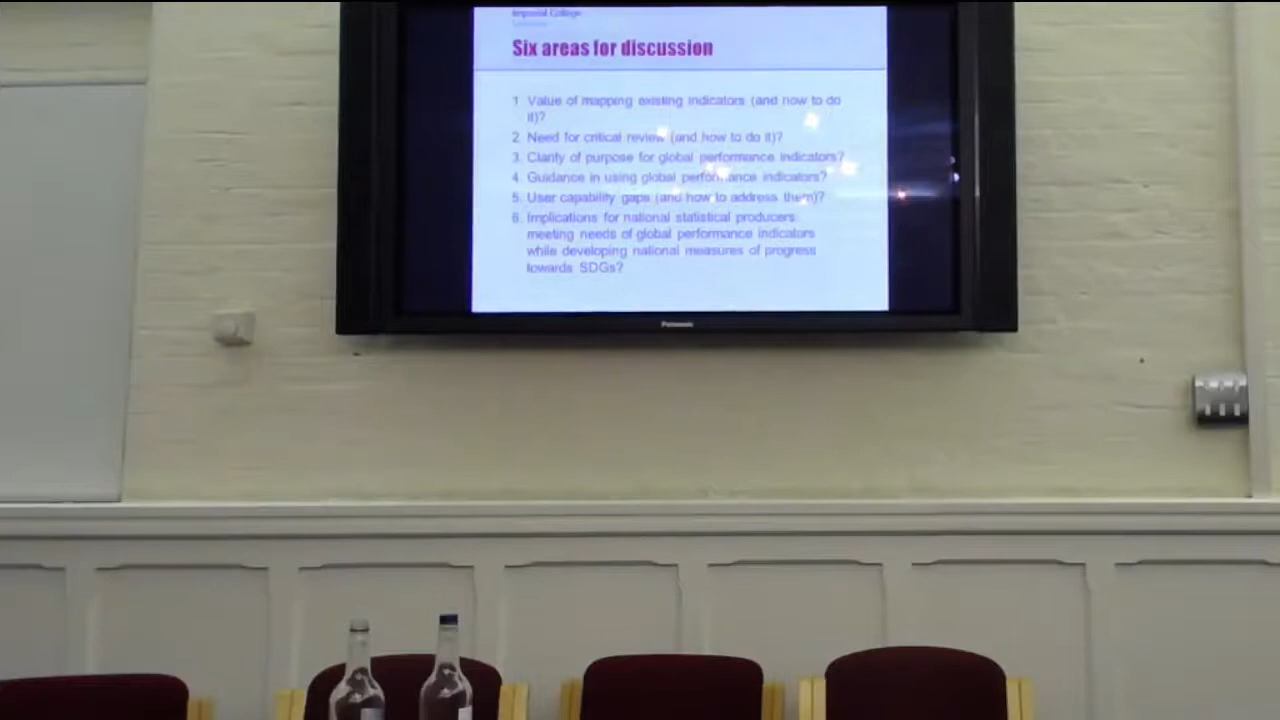 Imperial College
Six areas for discussion
1 Value of mapping existing indicators (and how to do
it)?
2. Need for critical review (and how to do it)?
3. Clarity of purpose for global performance indicators?
4. Guidance in using global performance indicators?
5. User capability gaps (and how to address them)?
6. Implications for national statistical producers
meeting needs of global performance indicators
while developing national measures of progress
towards SDGs?
Panasonic